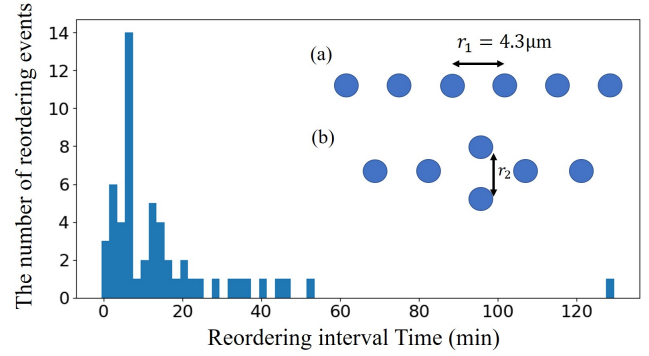 The number of reordering events
14
12
10
8
6
4
2
0
(a)
r₁ = 4.3μm
(b)
r₂
0 20 40 60 80 100 120
Reordering interval Time (min)